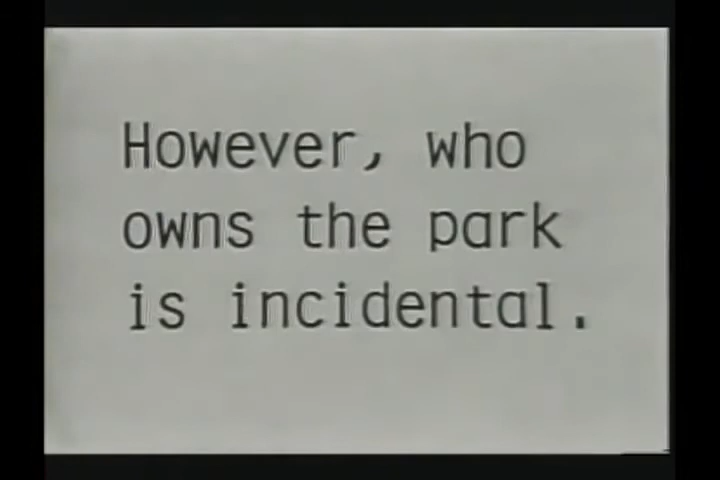 However, who
owns the park
is incidental.